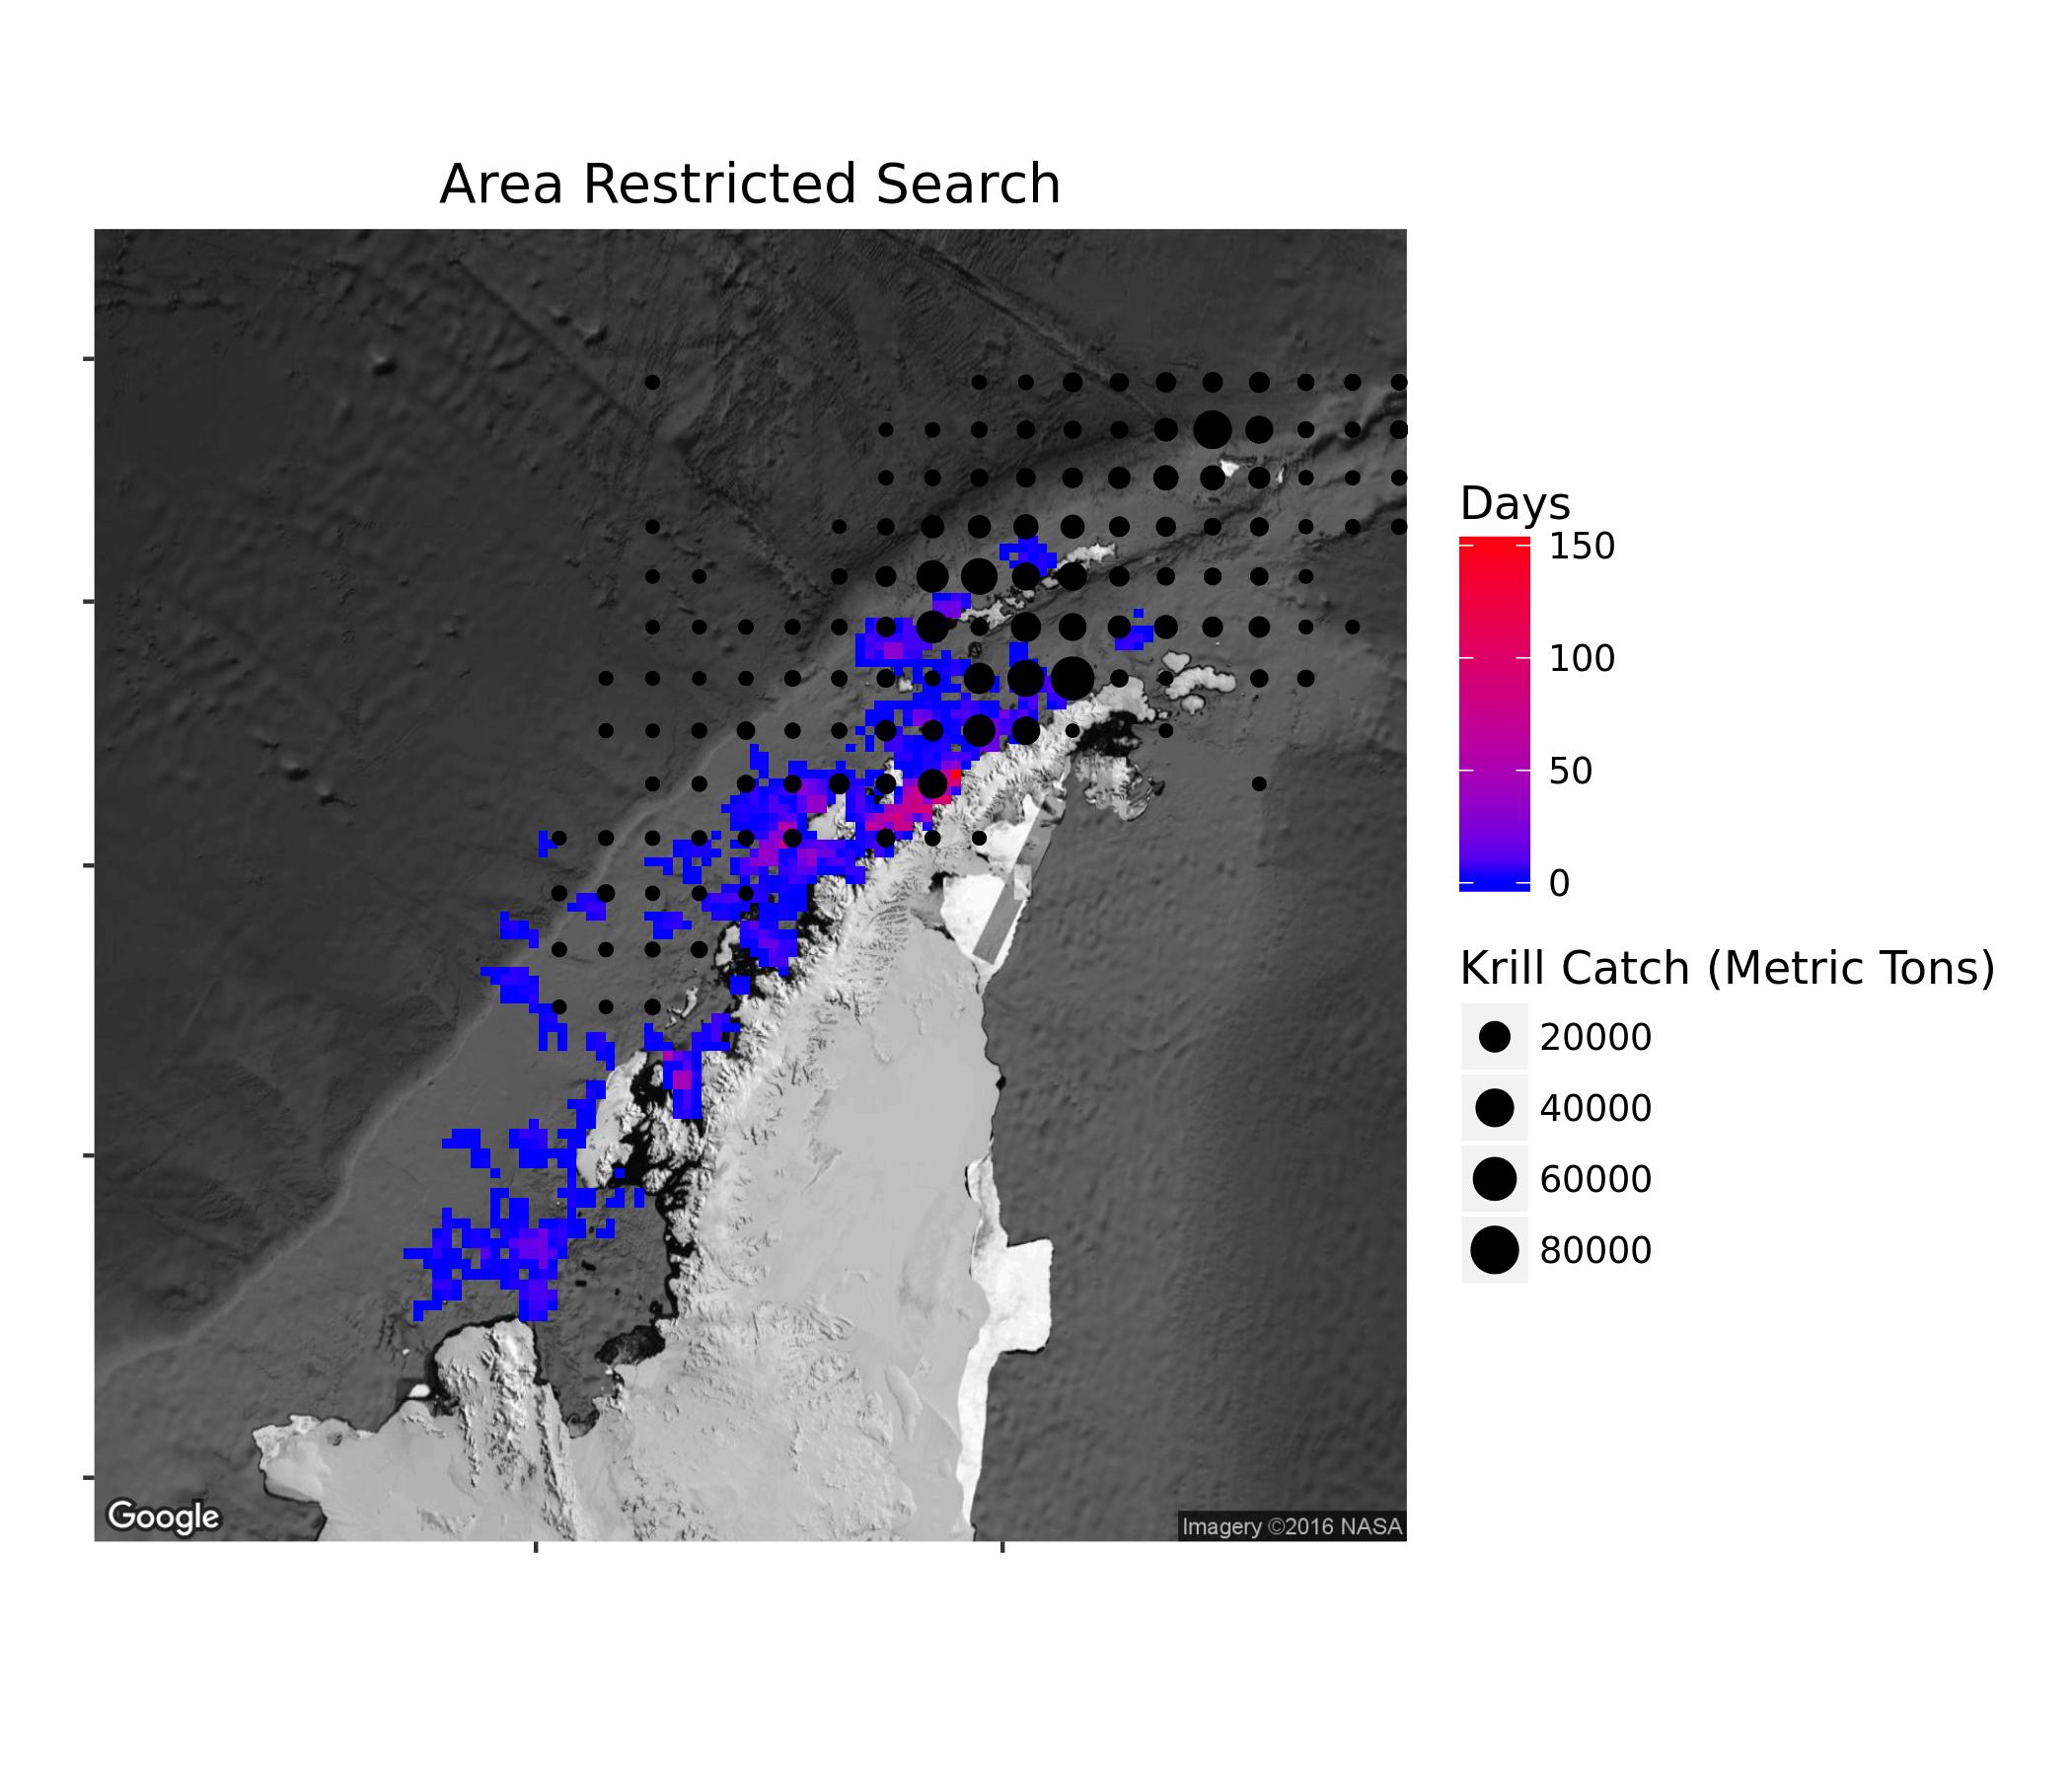 Area Restricted Search
Days
150
100
50
0
Krill Catch (Metric Tons)
20000
40000
60000
80000
Google
Imagery ©2016 NASA